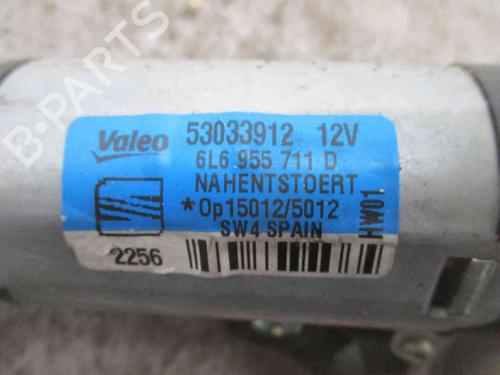 B-PARTS
Valeo 53033912 12V
6L6 955 711 D
NAHENTSTOERT
*Op15012/5012
SW4 SPAIN
HW01
2256